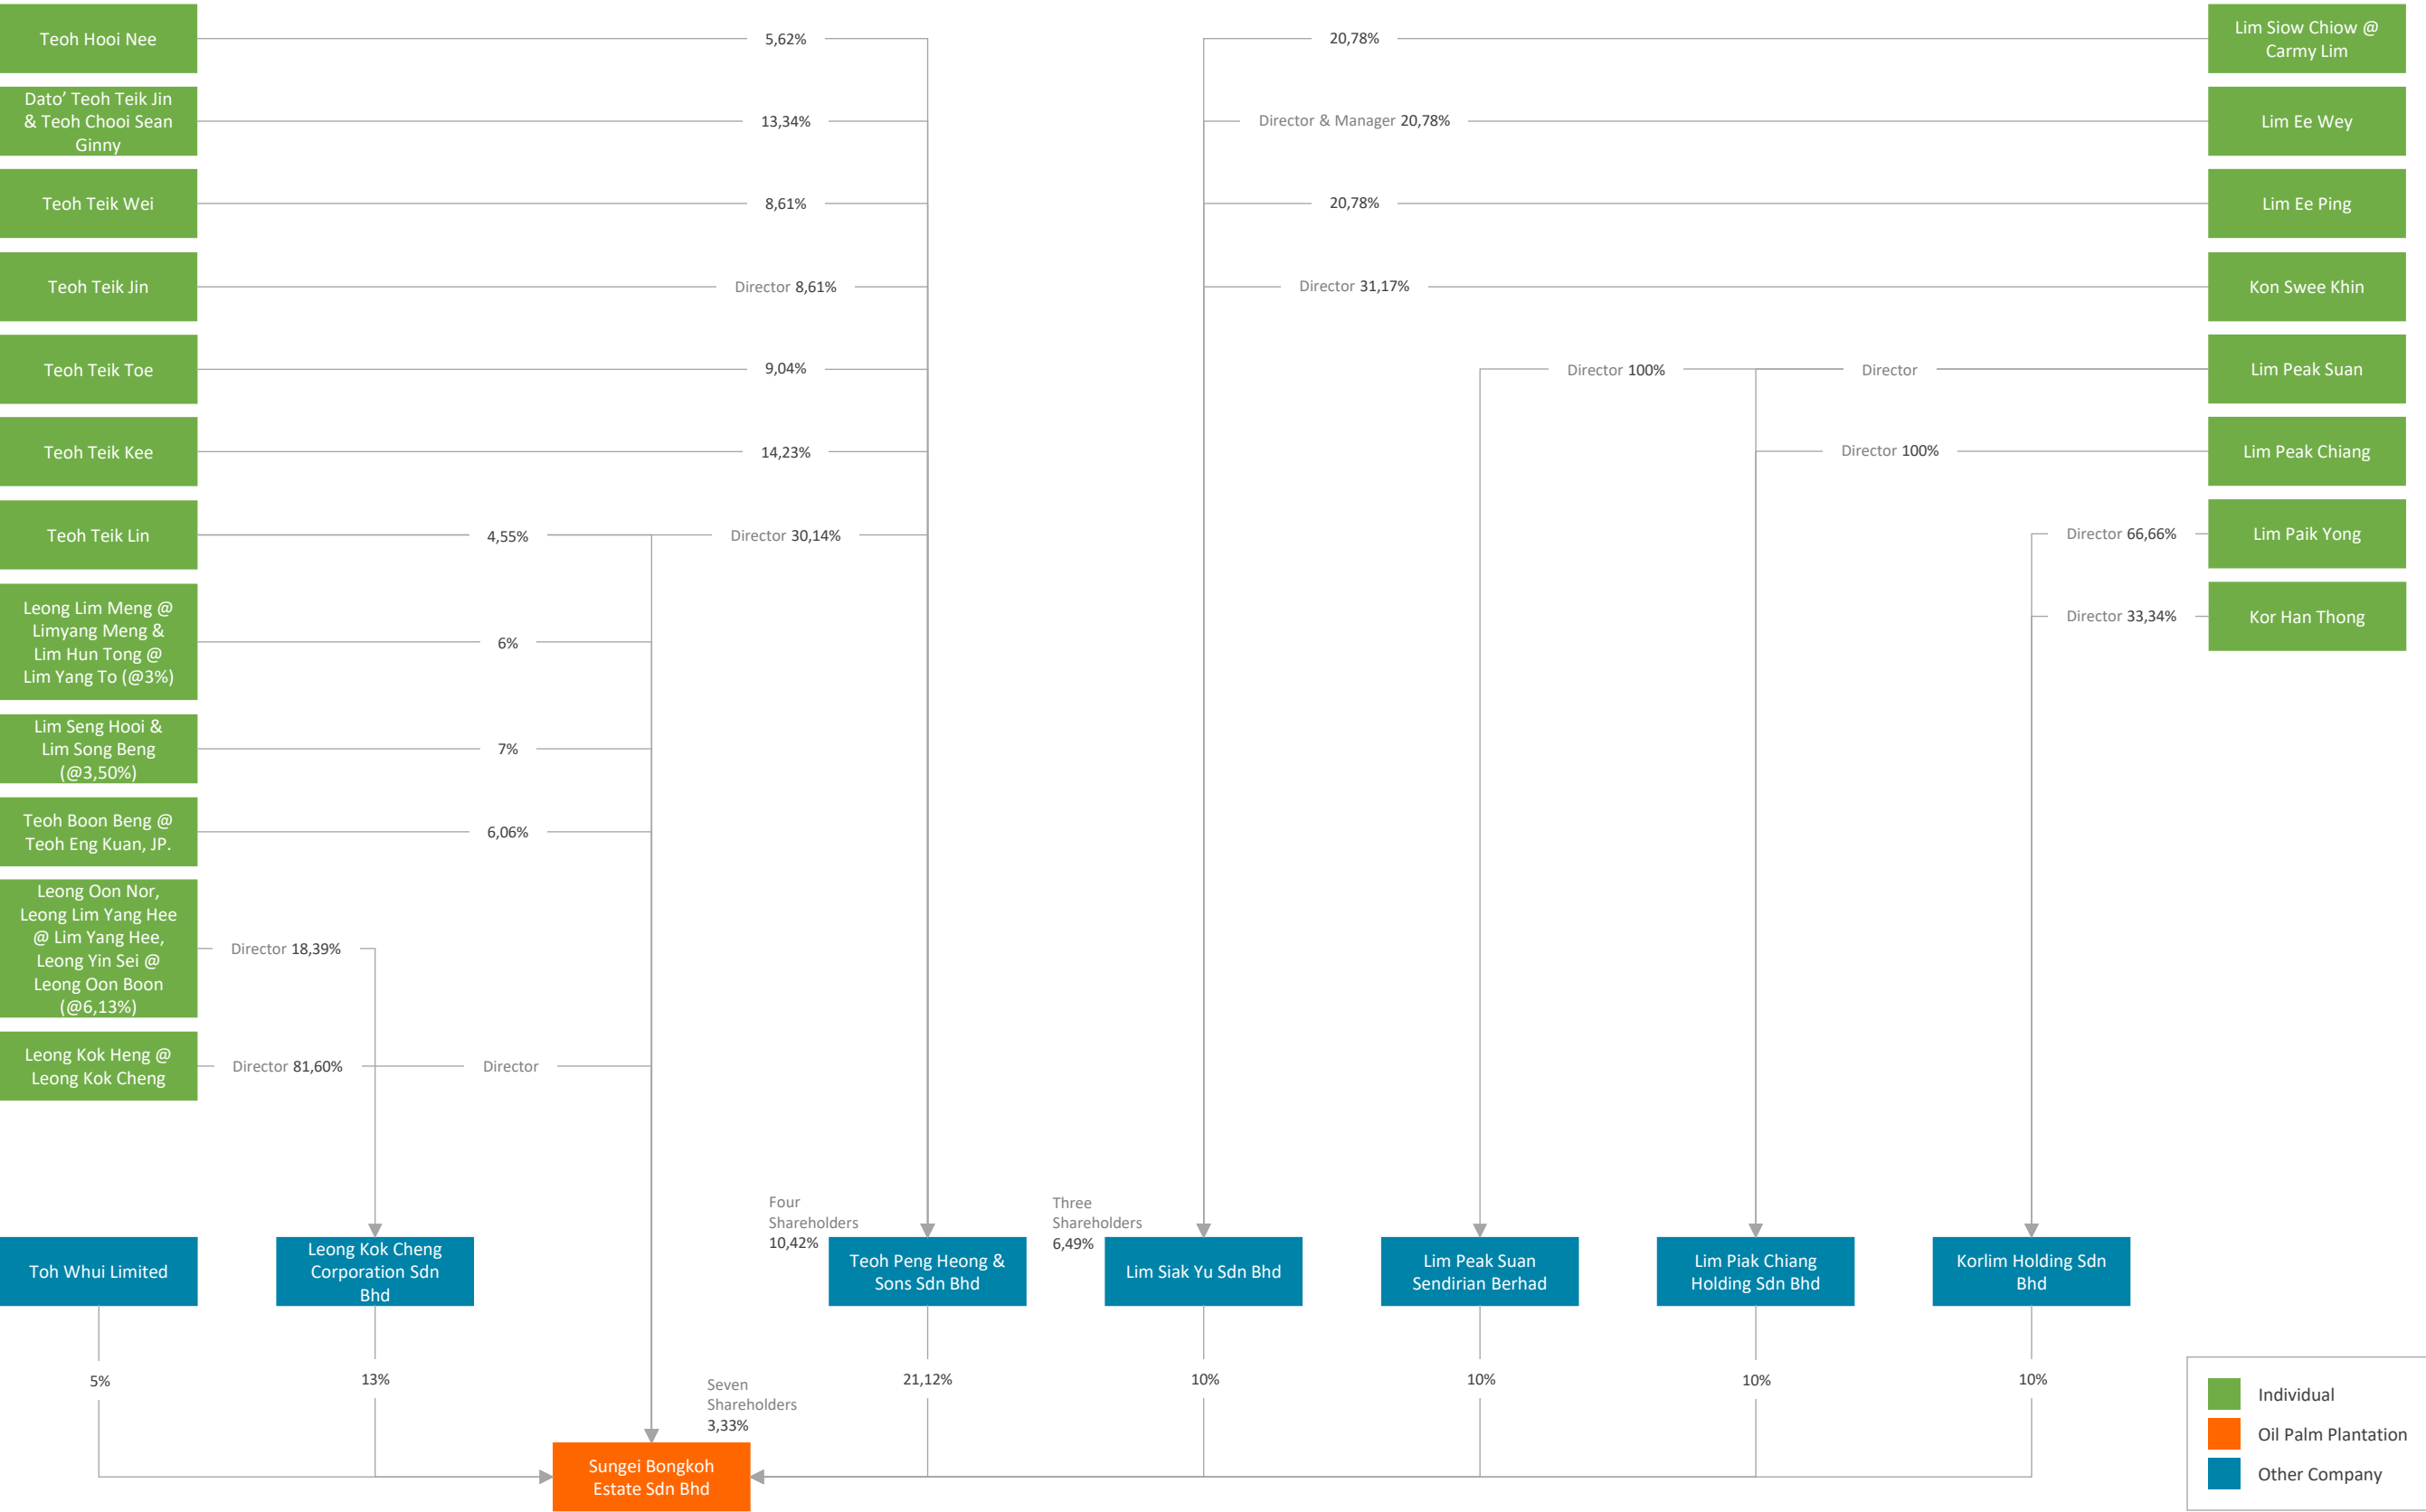 Teoh Hooi Nee
5,62%
20,78%
Lim Siow Chiow @
Carmy Lim
Dato’ Teoh Teik Jin
& Teoh Chooi Sean
Ginny
13,34%
Director & Manager 20,78%
Lim Ee Wey
Teoh Teik Wei
8,61%
20,78%
Lim Ee Ping
Teoh Teik Jin
Director 8,61%
Director 31,17%
Kon Swee Khin
Teoh Teik Toe
9,04%
Director 100%
Director
Lim Peak Suan
Teoh Teik Kee
14,23%
Director 100%
Lim Peak Chiang
Teoh Teik Lin
4,55%
Director 30,14%
Director 66,66%
Lim Paik Yong
Leong Lim Meng @
Limyang Meng &
Lim Hun Tong @
Lim Yang To (@3%)
6%
Director 33,34%
Kor Han Thong
Lim Seng Hooi &
Lim Song Beng
(@3,50%)
7%
Teoh Boon Beng @
Teoh Eng Kuan, JP.
6,06%
Leong Oon Nor,
Leong Lim Yang Hee
@ Lim Yang Hee,
Leong Yin Sei @
Leong Oon Boon
(@6,13%)
Director 18,39%
Leong Kok Heng @
Leong Kok Cheng
Director 81,60%
Director
Four
Shareholders
10,42%
Three
Shareholders
6,49%
Toh Whui Limited
Leong Kok Cheng
Corporation Sdn
Bhd
Teoh Peng Heong &
Sons Sdn Bhd
Lim Siak Yu Sdn Bhd
Lim Peak Suan
Sendirian Berhad
Lim Piak Chiang
Holding Sdn Bhd
Korlim Holding Sdn
Bhd
5%
13%
21,12%
10%
10%
10%
10%
Seven
Shareholders
3,33%
Sungei Bongkoh
Estate Sdn Bhd
Individual
Oil Palm Plantation
Other Company